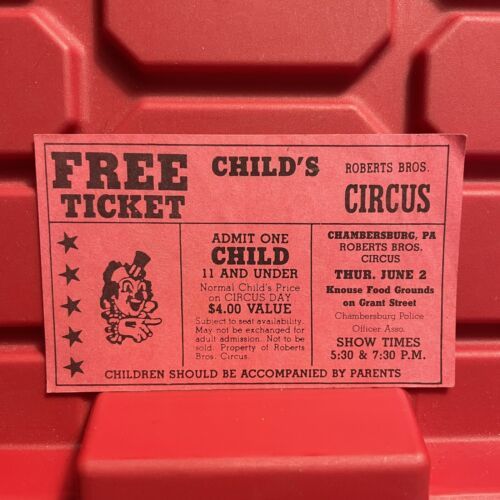 FREE
TICKET
CHILD'S
ROBERTS BROS.
CIRCUS
ADMIT ONE
CHILD
11 AND UNDER
Normal Child's Price
on CIRCUS DAY
$4.00 VALUE
Subject to seat availability.
May not be exchanged for
adult admission. Not to be
sold. Property of Roberts
Bros. Circus.
CHAMBERSBURG, PA
ROBERTS BROS.
CIRCUS
THUR. JUNE 2
Knouse Food Grounds
on Grant Street
Chambersburg Police
Officer Asso.
SHOW TIMES
5:30 & 7:30 P.M.
CHILDREN SHOULD BE ACCOMPANIED BY PARENTS